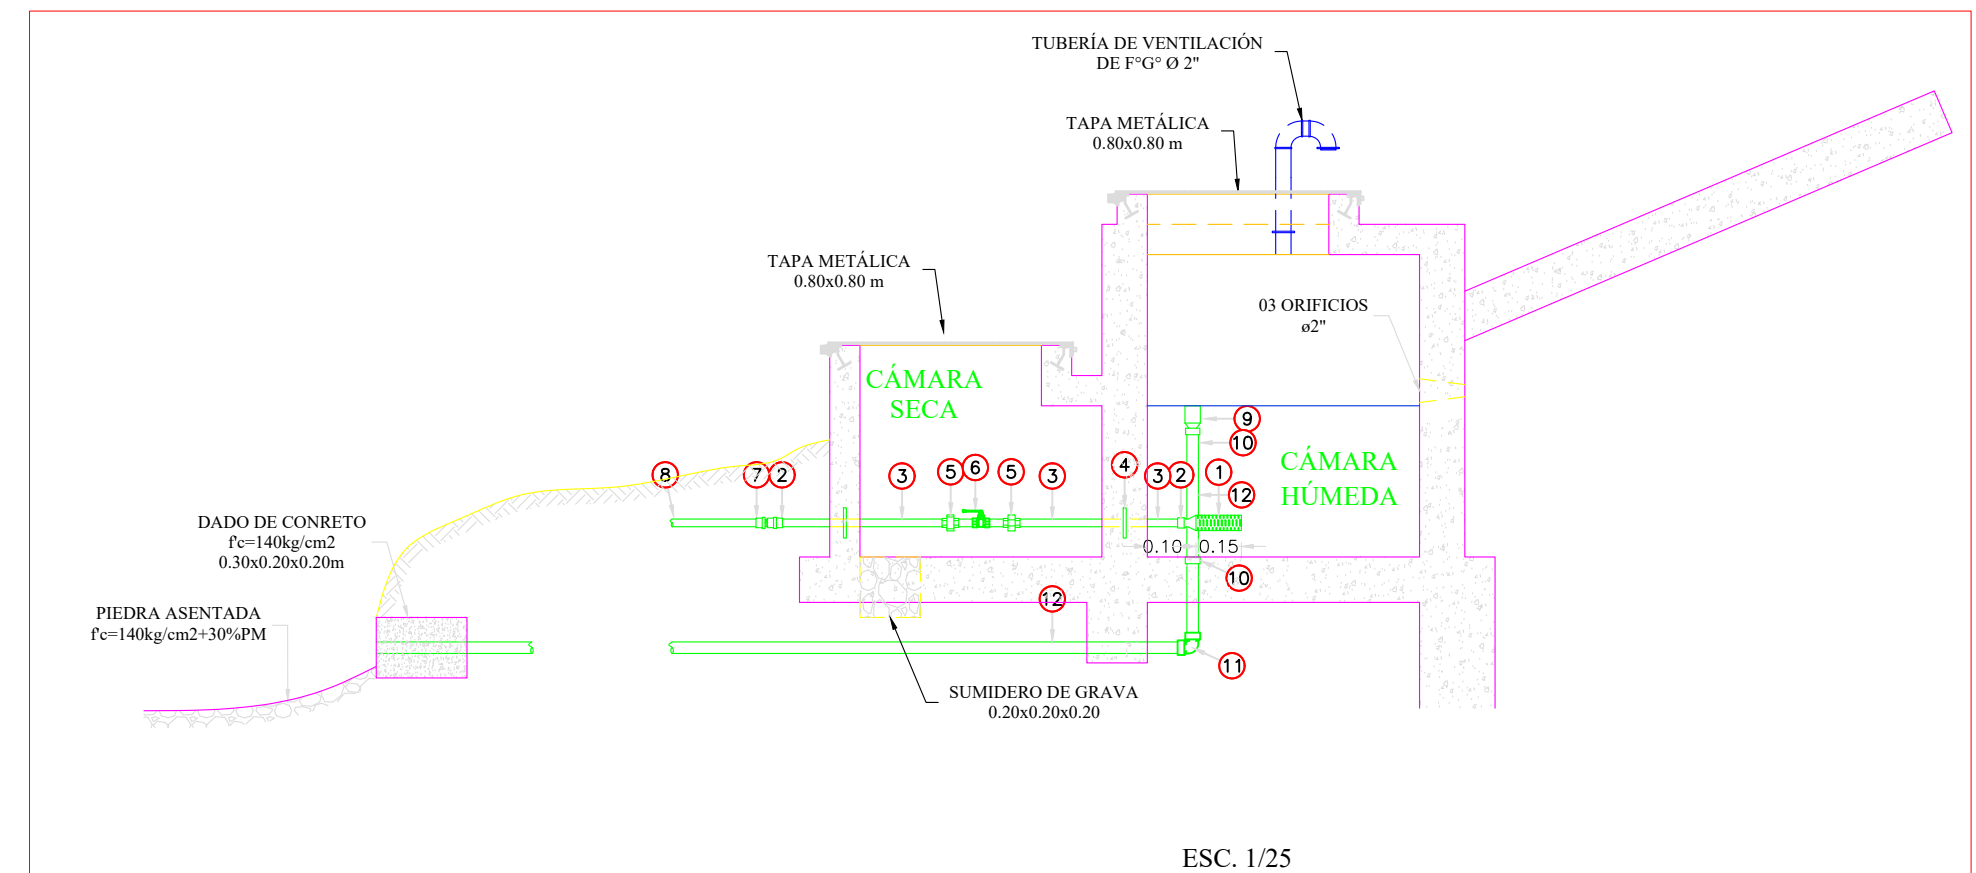 TUBERÍA DE VENTILACIÓN
DE F°G° Ø 2"
TAPA METÁLICA
0.80x0.80 m
TAPA METÁLICA
0.80x0.80 m
03 ORIFICIOS
ø2"
CÁMARA
SECA
9
10
CÁMARA
HÚMEDA
8
7
2
3
5
6
5
3
4
3
2
1
12
0.10
0.15
10
12
11
DADO DE CONRETO
f'c=140kg/cm2
0.30x0.20x0.20m
PIEDRA ASENTADA
f'c=140kg/cm2+30%PM
SUMIDERO DE GRAVA
0.20x0.20x0.20
ESC. 1/25